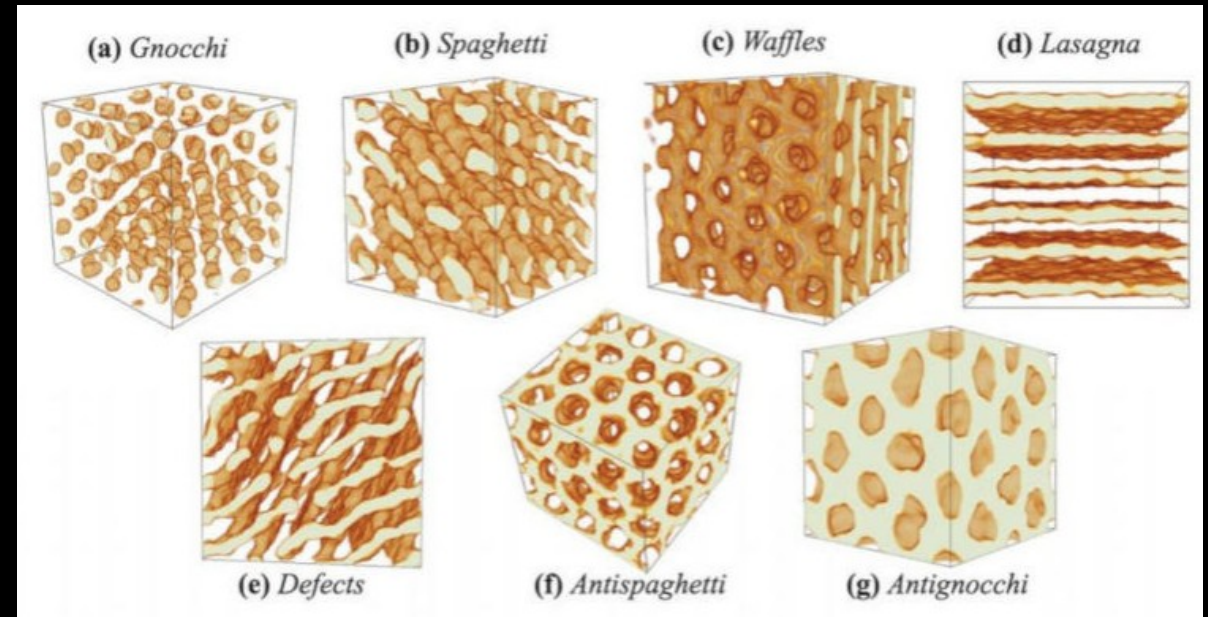 (a) Gnocchi
(b) Spaghetti
(c) Waffles
(d) Lasagna
(e) Defects
(f) Antispaghetti
(g) Antignocchi